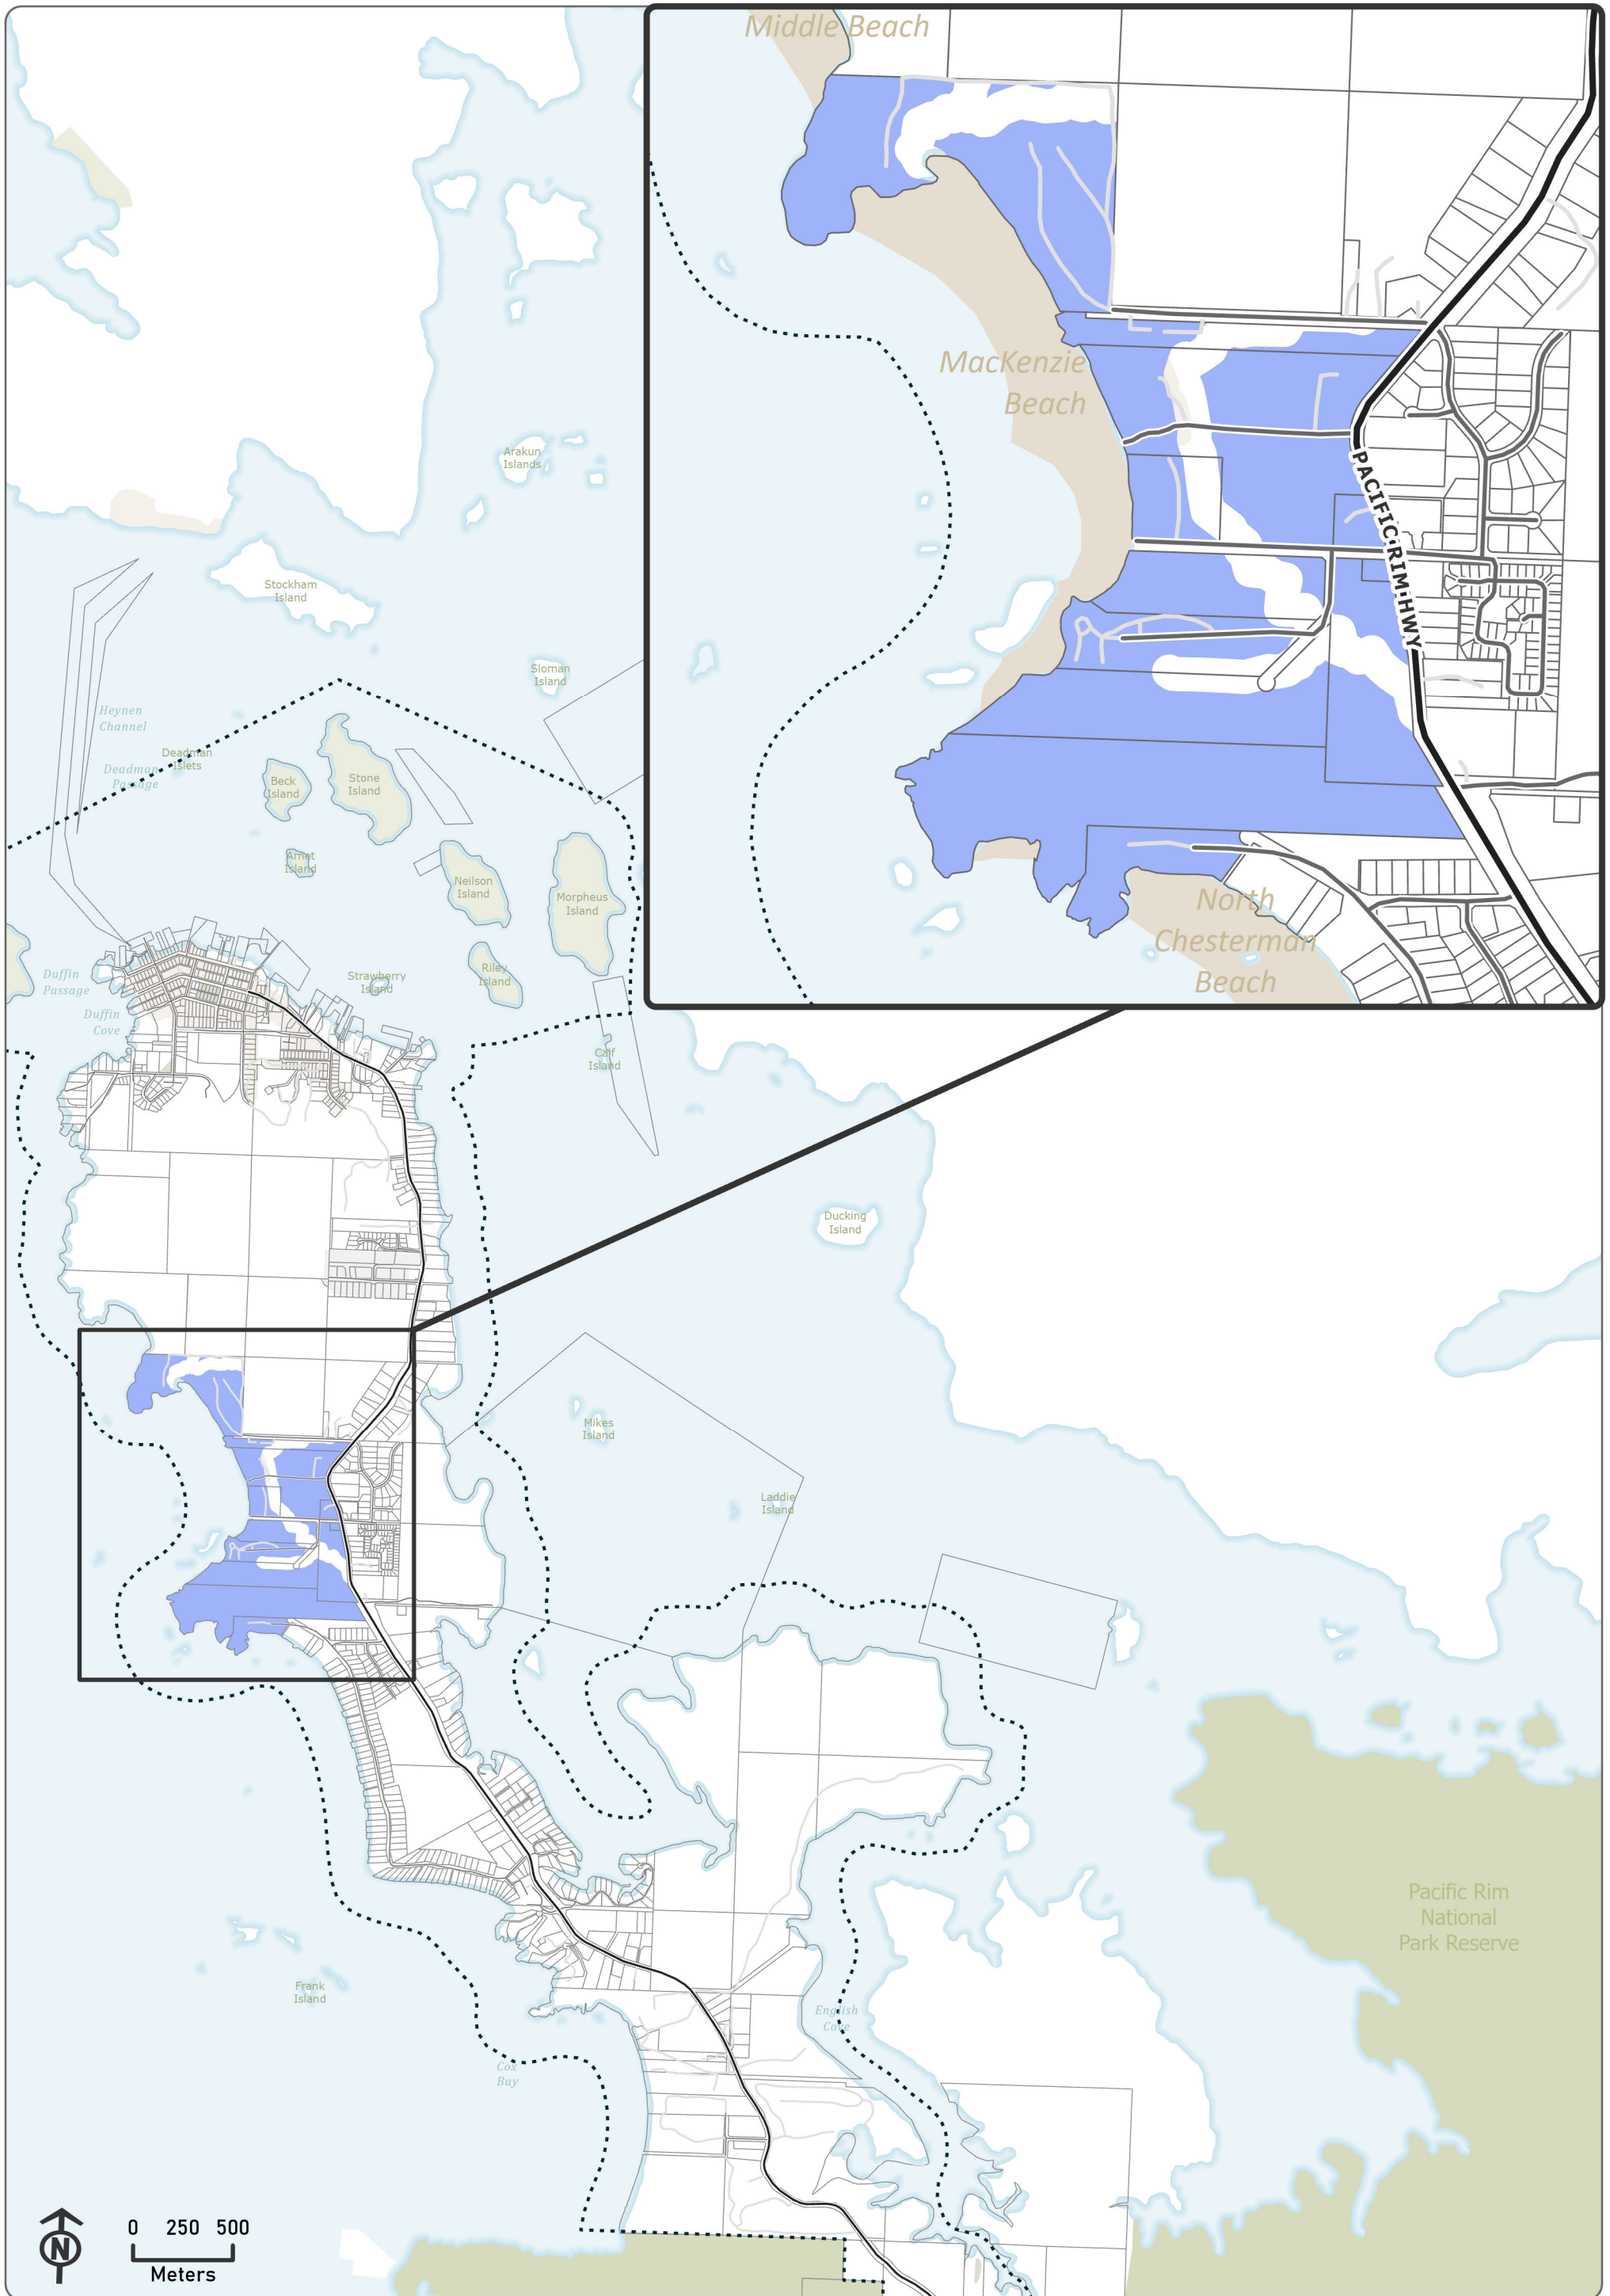 Middle Beach
MacKenzie
Beach
PACIFIC RIM HWY
North
Chesterman
Beach
Arakun
Islands
Stockham
Island
Sloman
Island
Heynen
Channel
Deadman
Islets
Deadman
Passage
Beck
Island
Stone
Island
Arnet
Island
Neilson
Island
Morpheus
Island
Duffin
Passage
Strawberry
Island
Riley
Island
Duffin
Cove
Calf
Island
Ducking
Island
Mikes
Island
Laddie
Island
Pacific Rim
National
Park Reserve
Frank
Island
English
Cove
Cox
Bay
N
0 250 500
Meters